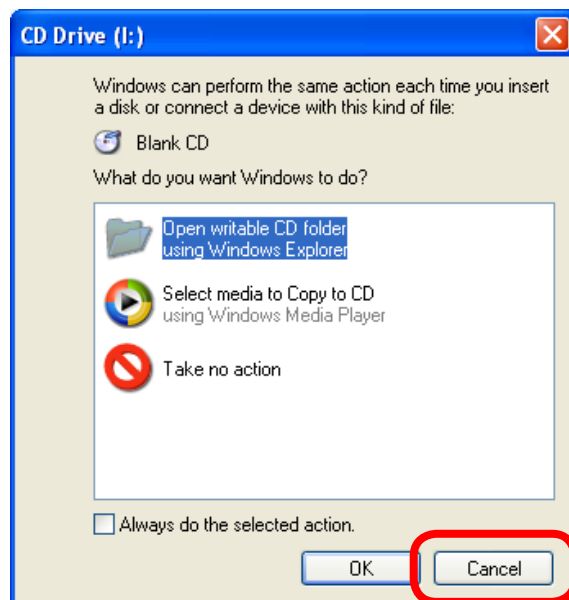 CD Drive (I:)
Windows can perform the same action each time you insert
a disk or connect a device with this kind of file:
Blank CD
What do you want Windows to do?
Open writable CD folder
using Windows Explorer
Select media to Copy to CD
using Windows Media Player
Take no action
Always do the selected action.
OK
Cancel